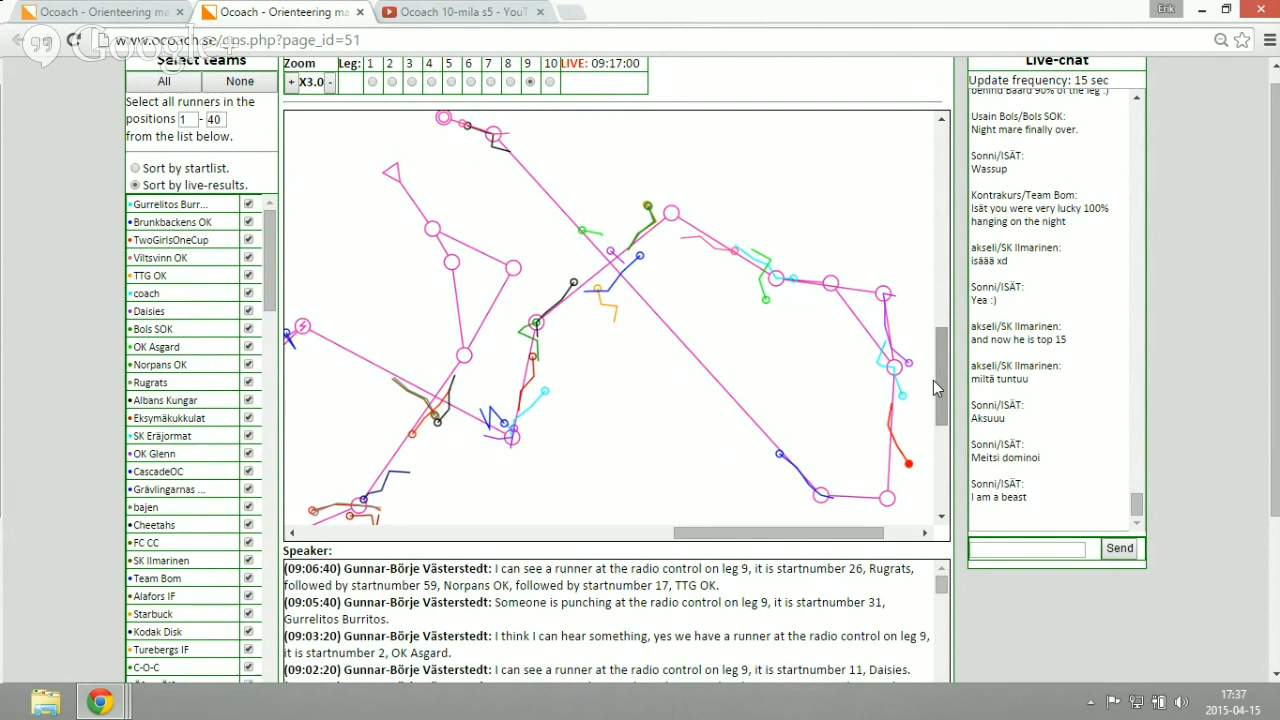 Ocoach - Orienteering ma
Ocoach - Orienteering ma
Ocoach 10-mila s5 - YouT
Erik
www.ocoach.se/gps.php?page_id=51
Google+
Select teams
All
None
Select all runners in the
positions 1 - 40
from the list below.
Sort by startlist.
Sort by live-results.
Gurrelitos Burr...
Brunkbackens OK
TwoGirlsOneCup
Viltsvinn OK
TTG OK
coach
Daisies
Bols SOK
OK Asgard
Norpans OK
Rugrats
Albans Kungar
Eksymäkukkulat
SK Eräjormat
OK Glenn
CascadeOC
Grävlingarnas ...
bajen
Cheetahs
FC CC
SK Ilmarinen
Team Bom
Alafors IF
Starbuck
Kodak Disk
Turebergs IF
C-O-C
Zoom
Leg:
1 2 3 4 5 6 7 8 9 10
LIVE: 09:17:00
+ X3.0 -
Speaker:
(09:06:40) Gunnar-Börje Västerstedt: I can see a runner at the radio control on leg 9, it is startnumber 26, Rugrats,
followed by startnumber 59, Norpans OK, followed by startnumber 17, TTG OK.
(09:05:40) Gunnar-Börje Västerstedt: Someone is punching at the radio control on leg 9, it is startnumber 31,
Gurrelitos Burritos.
(09:03:20) Gunnar-Börje Västerstedt: I think I can hear something, yes we have a runner at the radio control on leg 9,
it is startnumber 2, OK Asgard.
(09:02:20) Gunnar-Börje Västerstedt: I can see a runner at the radio control on leg 9, it is startnumber 11, Daisies.
Live-chat
Update frequency: 15 sec
behind Baard 90% of the leg :)
Usain Bols/Bols SOK:
Night mare finally over.
Sonni/ISÄT:
Wassup
Kontrakurs/Team Bom:
Isät you were very lucky 100%
hanging on the night
akseli/SK Ilmarinen:
isäää xd
Sonni/ISÄT:
Yea :)
akseli/SK Ilmarinen:
and now he is top 15
akseli/SK Ilmarinen:
miltä tuntuu
Sonni/ISÄT:
Aksuuu
Sonni/ISÄT:
Meitsi dominoi
Sonni/ISÄT:
I am a beast
Send
17:37
2015-04-15